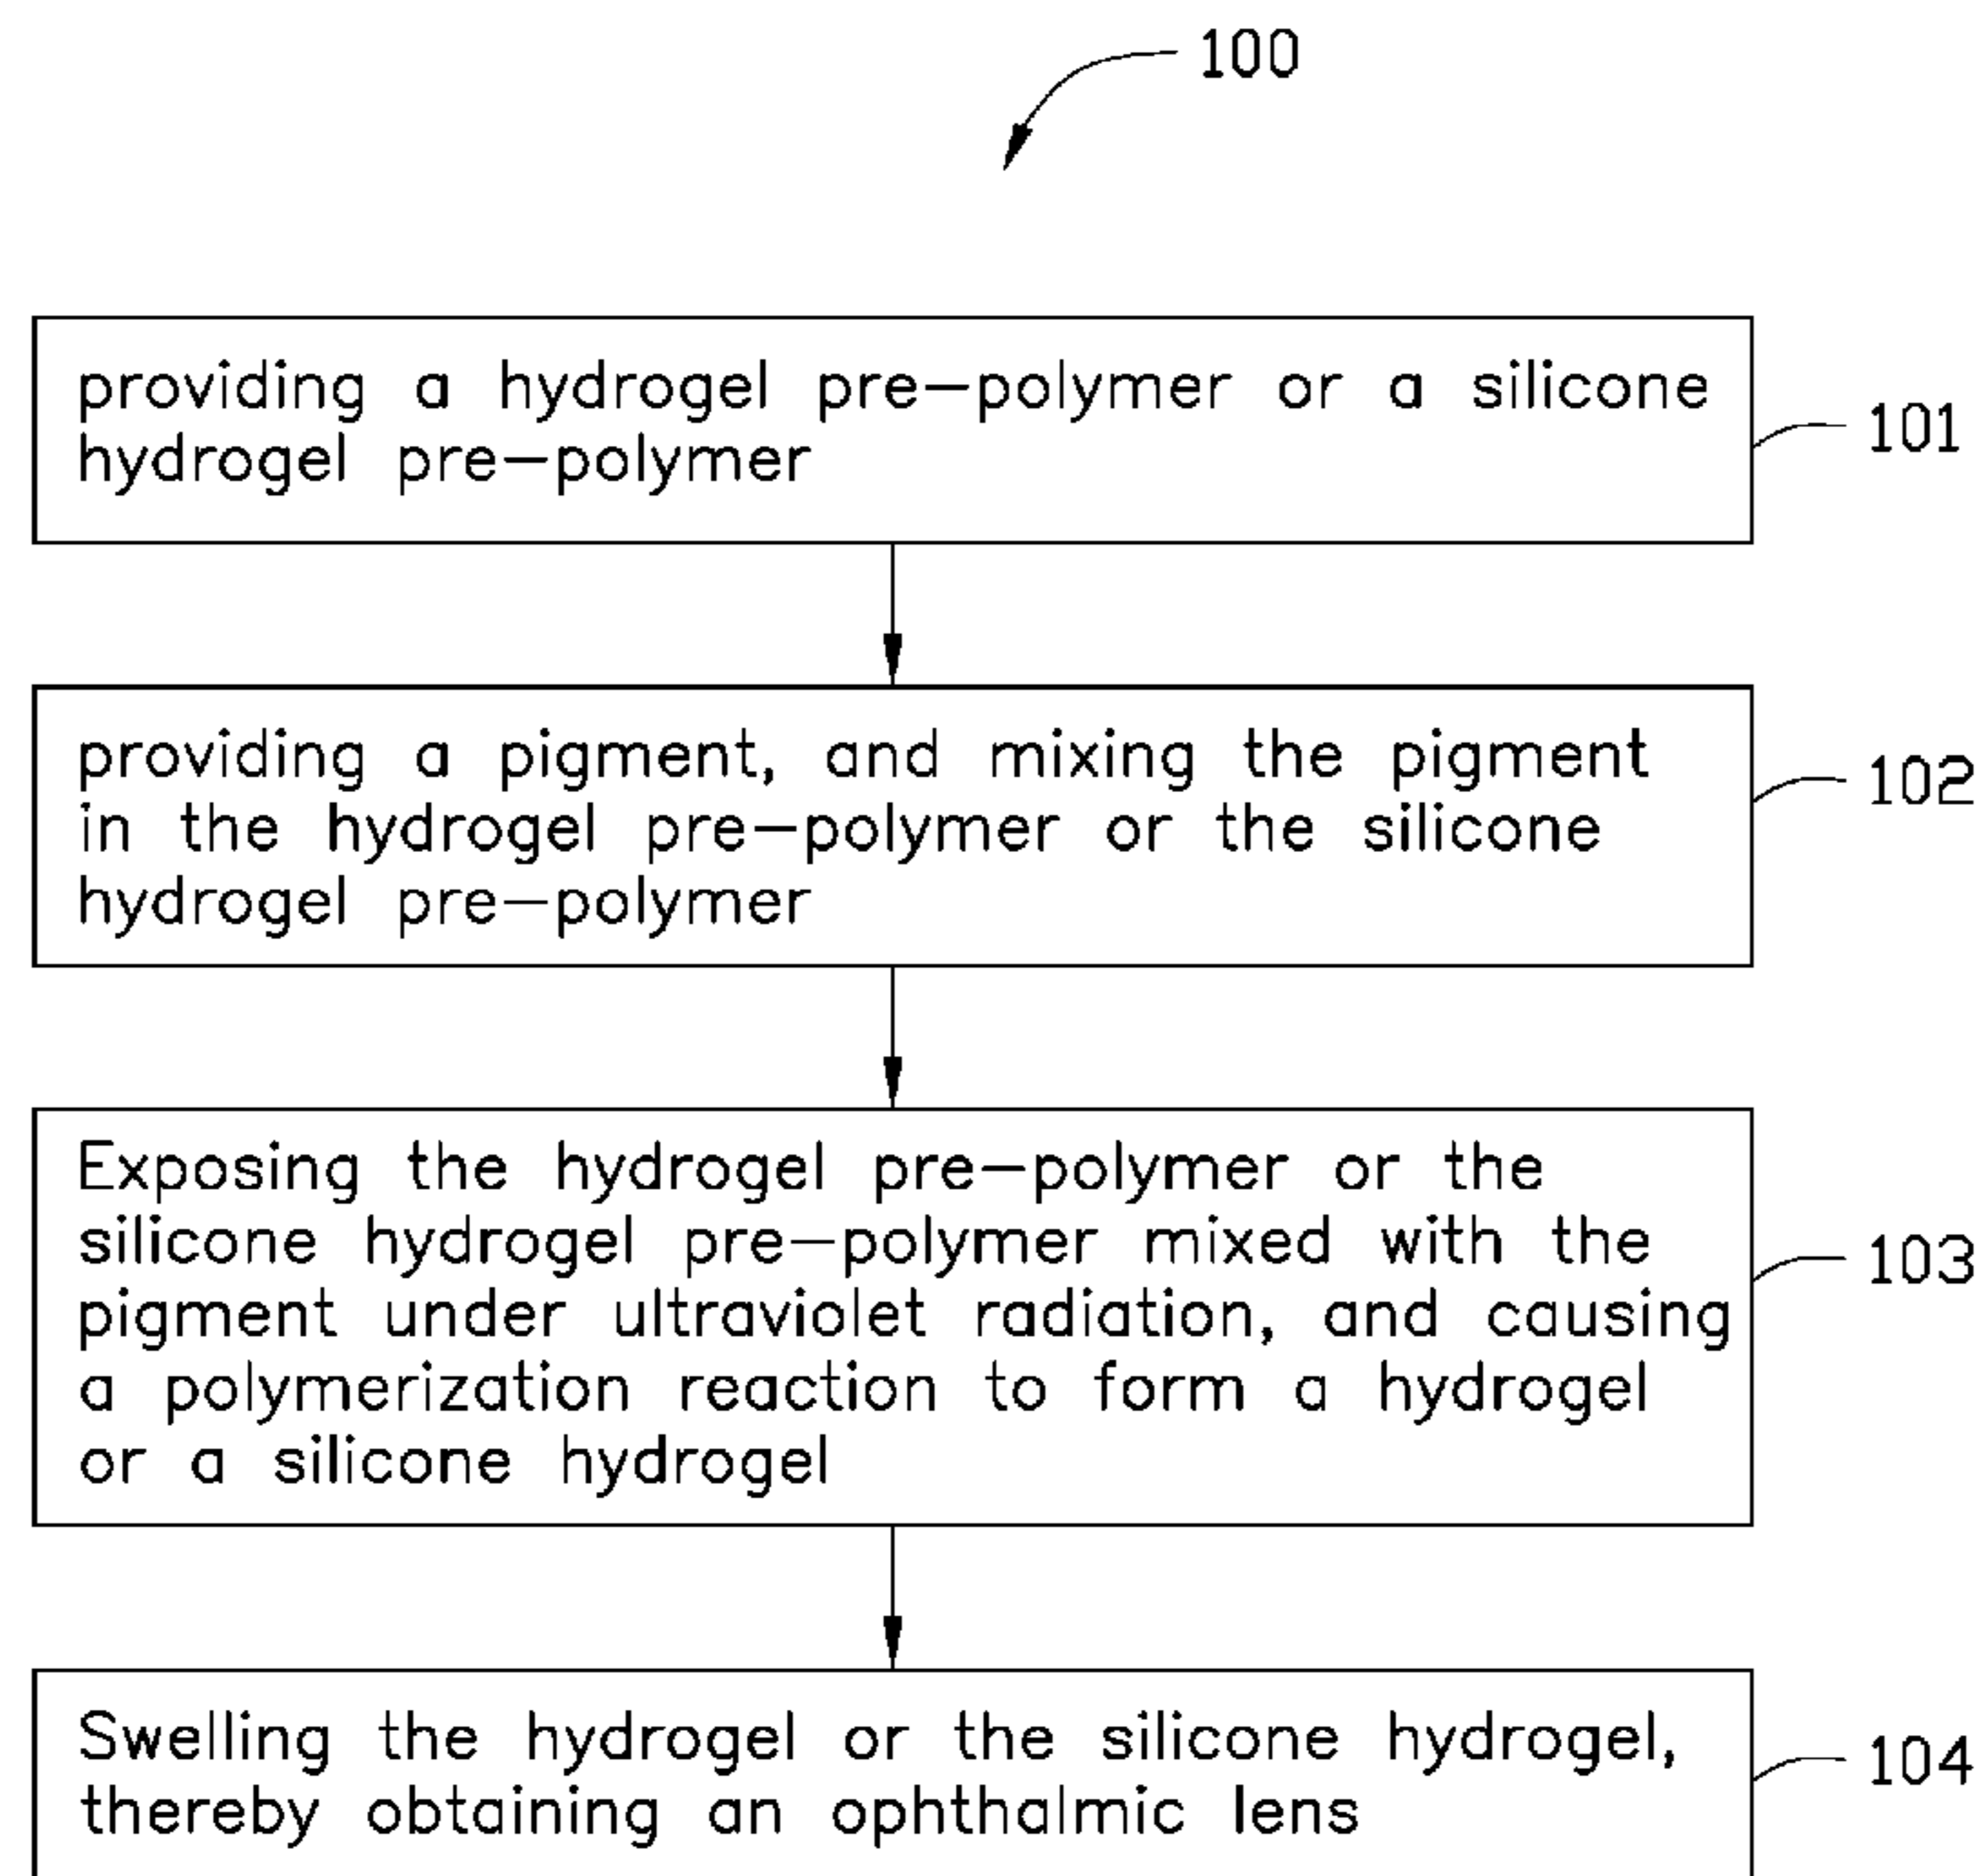 100
providing a hydrogel pre-polymer or a silicone
hydrogel pre-polymer
101
providing a pigment, and mixing the pigment
in the hydrogel pre-polymer or the silicone
hydrogel pre-polymer
102
Exposing the hydrogel pre-polymer or the
silicone hydrogel pre-polymer mixed with the
pigment under ultraviolet radiation, and causing
a polymerization reaction to form a hydrogel
or a silicone hydrogel
103
Swelling the hydrogel or the silicone hydrogel,
thereby obtaining an ophthalmic lens
104